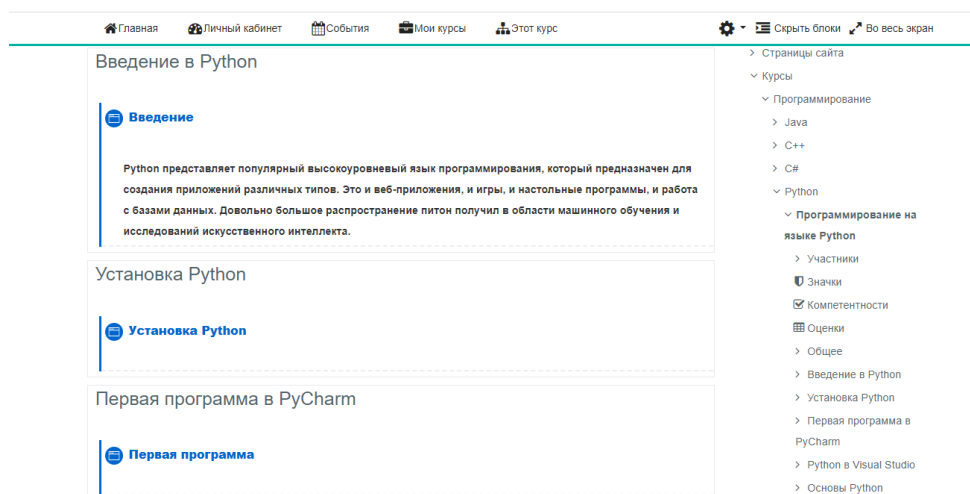 Главная Личный кабинет События Мои курсы Этот курс Скрыть блоки Во весь экран
Введение в Python
Введение
Python представляет популярный высокоуровневый язык программирования, который предназначен для
создания приложений различных типов. Это и веб-приложения, и игры, и настольные программы, и работа
с базами данных. Довольно большое распространение питон получил в области машинного обучения и
исследований искусственного интеллекта.
Установка Python
Установка Python
Первая программа в PyCharm
Первая программа
Страницы сайта
Курсы
Программирование
Java
C++
C#
Python
Программирование на
языке Python
Участники
Значки
Компетентности
Оценки
Общее
Введение в Python
Установка Python
Первая программа в
PyCharm
Python в Visual Studio
Основы Python